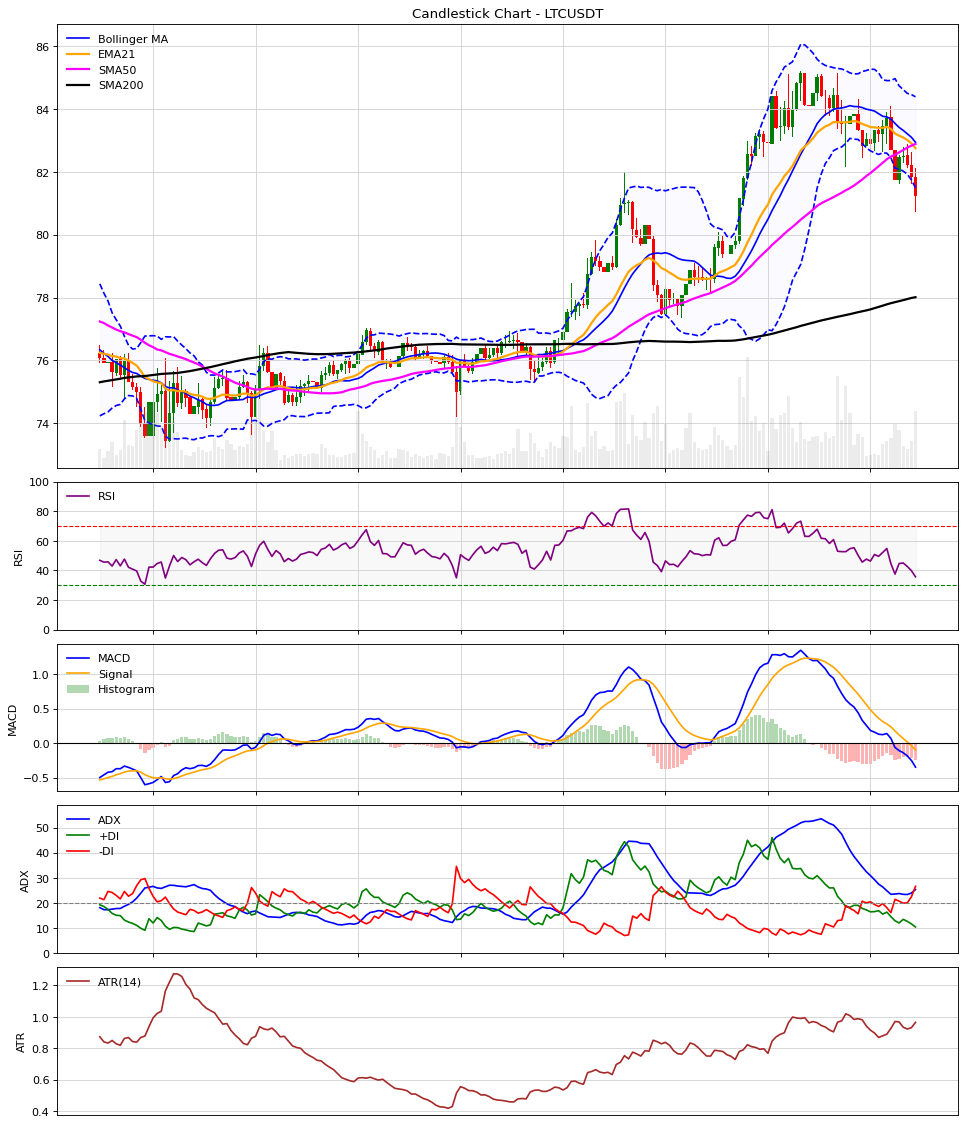 Candlestick Chart - LTCUSDT
Bollinger MA
EMA21
SMA50
SMA200
86
84
82
80
78
76
74
RSI
RSI
100
80
60
40
20
0
MACD
Signal
Histogram
MACD
1.0
0.5
0.0
−0.5
ADX
+DI
-DI
ADX
50
40
30
20
10
0
ATR(14)
ATR
1.2
1.0
0.8
0.6
0.4